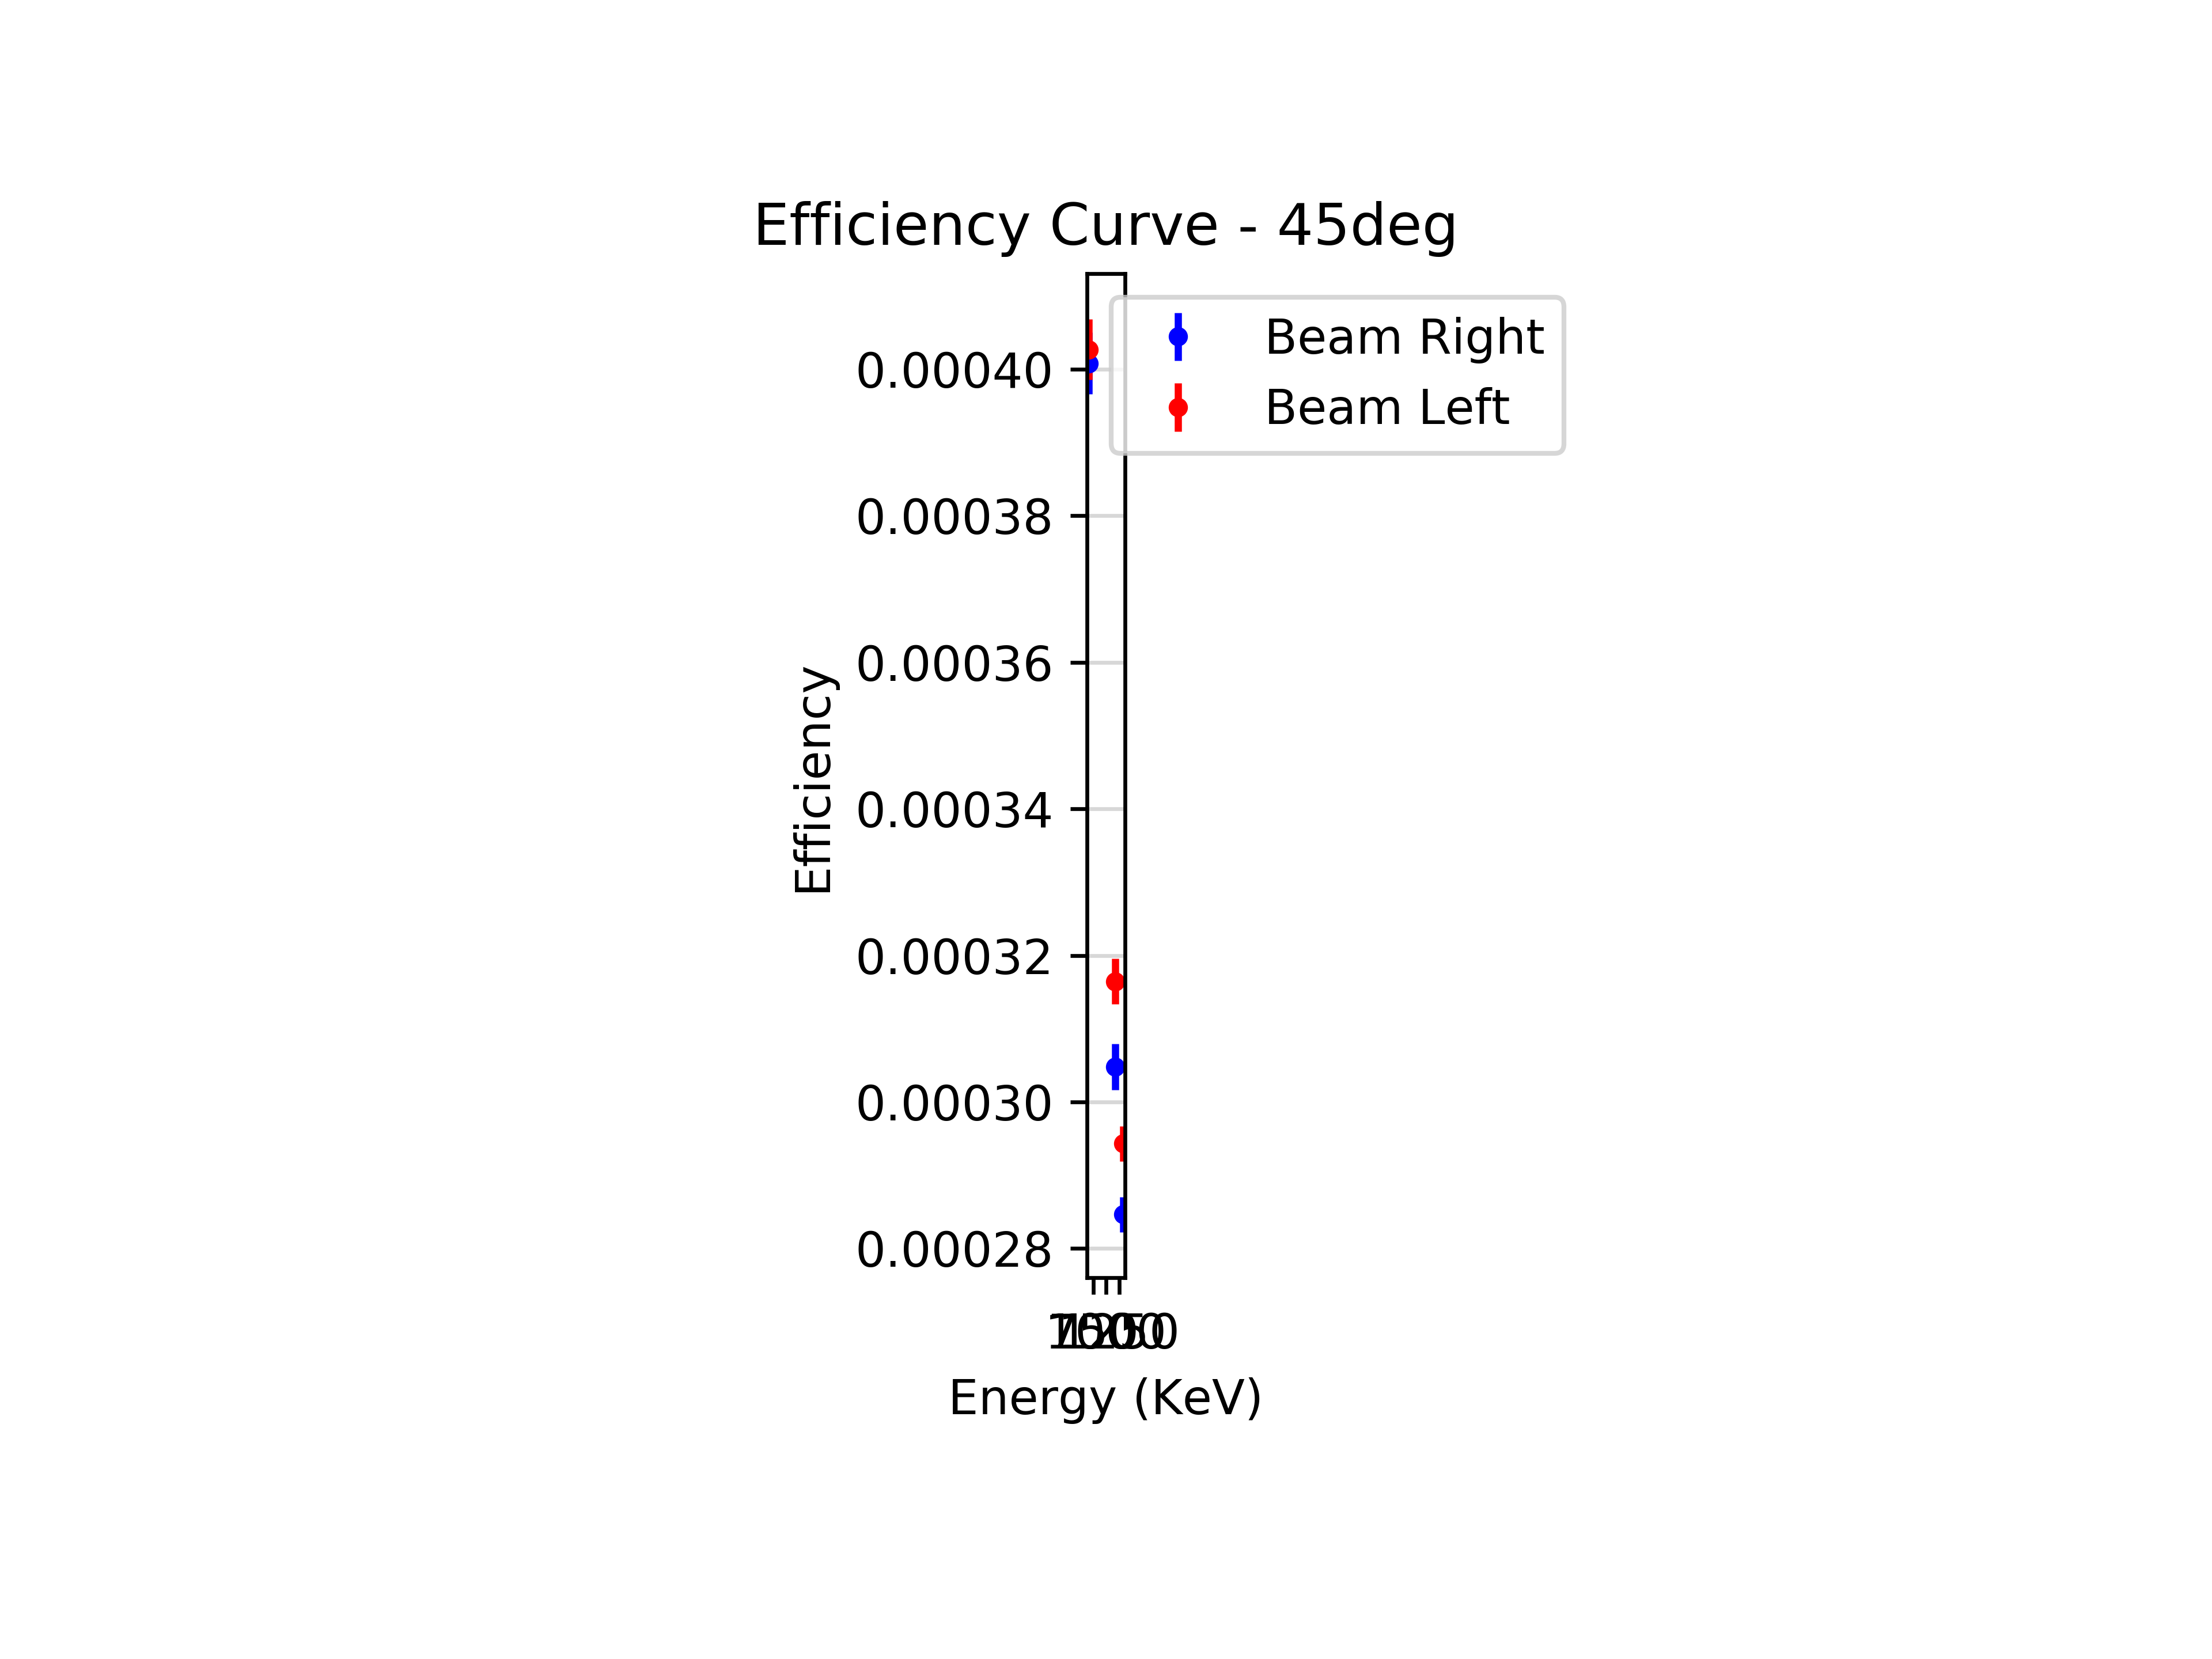 Efficiency Curve - 45deg
Beam Right
Beam Left
0.00040
0.00038
0.00036
0.00034
0.00032
0.00030
0.00028
Efficiency
Energy (KeV)